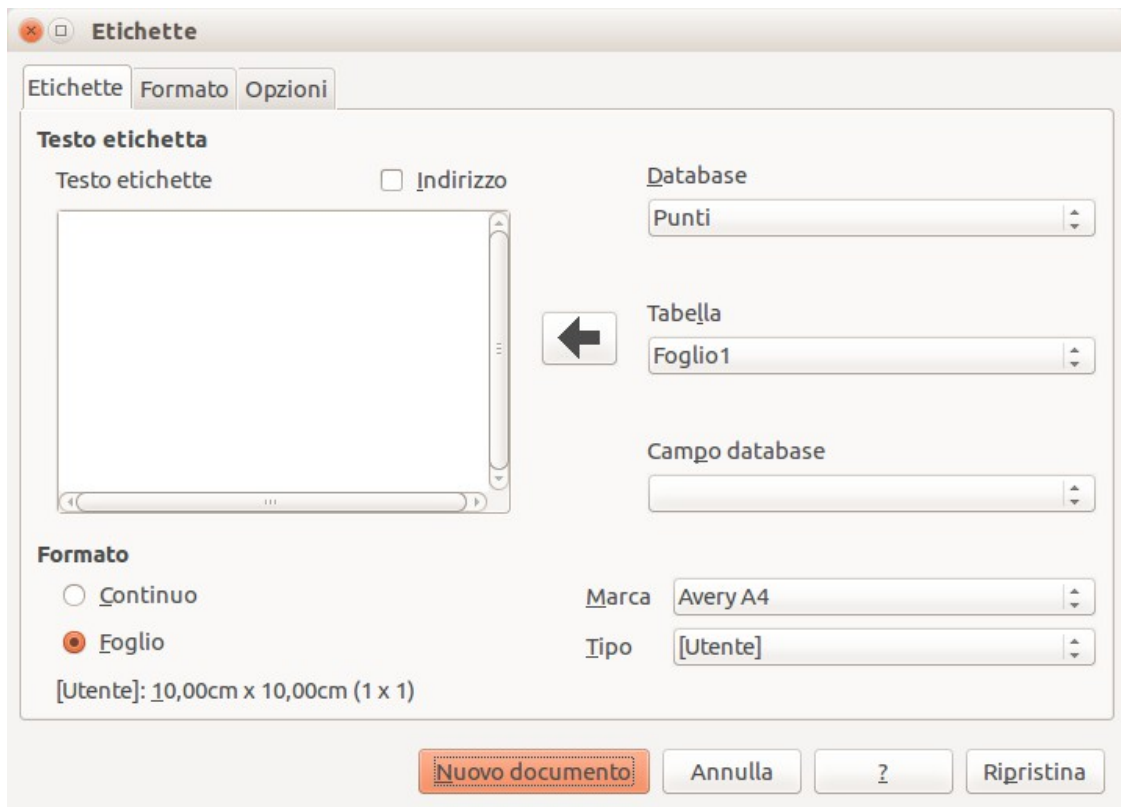 Etichette
Etichette Formato Opzioni
Testo etichetta
Testo etichette Indirizzo
Database
Punti
Tabella
Foglio1
Campo database
Formato
Continuo
Foglio
[Utente]: 10,00cm x 10,00cm (1 x 1)
Marca Avery A4
Tipo [Utente]
Nuovo documento Annulla ? Ripristina